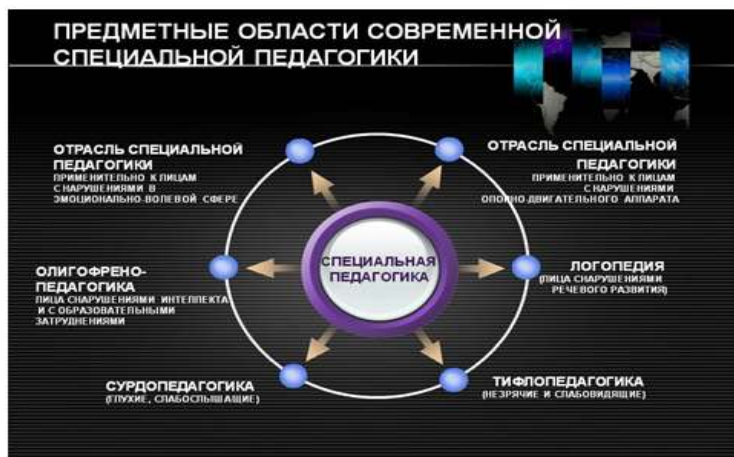 ПРЕДМЕТНЫЕ ОБЛАСТИ СОВРЕМЕННОЙ
СПЕЦИАЛЬНОЙ ПЕДАГОГИКИ
ОТРАСЛЬ СПЕЦИАЛЬНОЙ
ПЕДАГОГИКИ
ПРИМЕНИТЕЛЬНО К ЛИЦАМ
С НАРУШЕНИЯМИ В
ЭМОЦИОНАЛЬНО-ВОЛЕВОЙ СФЕРЕ
ОТРАСЛЬ СПЕЦИАЛЬНОЙ
ПЕДАГОГИКИ
ПРИМЕНИТЕЛЬНО К ЛИЦАМ
С НАРУШЕНИЯМИ
ОПОРНО-ДВИГАТЕЛЬНОГО АППАРАТА
СПЕЦИАЛЬНАЯ
ПЕДАГОГИКА
ОЛИГОФРЕНО-
ПЕДАГОГИКА
ЛИЦА С НАРУШЕНИЯМИ ИНТЕЛЛЕКТА
И С ОБРАЗОВАТЕЛЬНЫМИ
ЗАТРУДНЕНИЯМИ
ЛОГОПЕДИЯ
(ЛИЦА С НАРУШЕНИЯМИ
РЕЧЕВОГО РАЗВИТИЯ)
СУРДОПЕДАГОГИКА
(ГЛУХИЕ, СЛАБОСЛЫШАЩИЕ)
ТИФЛОПЕДАГОГИКА
(НЕЗРЯЧИЕ И СЛАБОВИДЯЩИЕ)